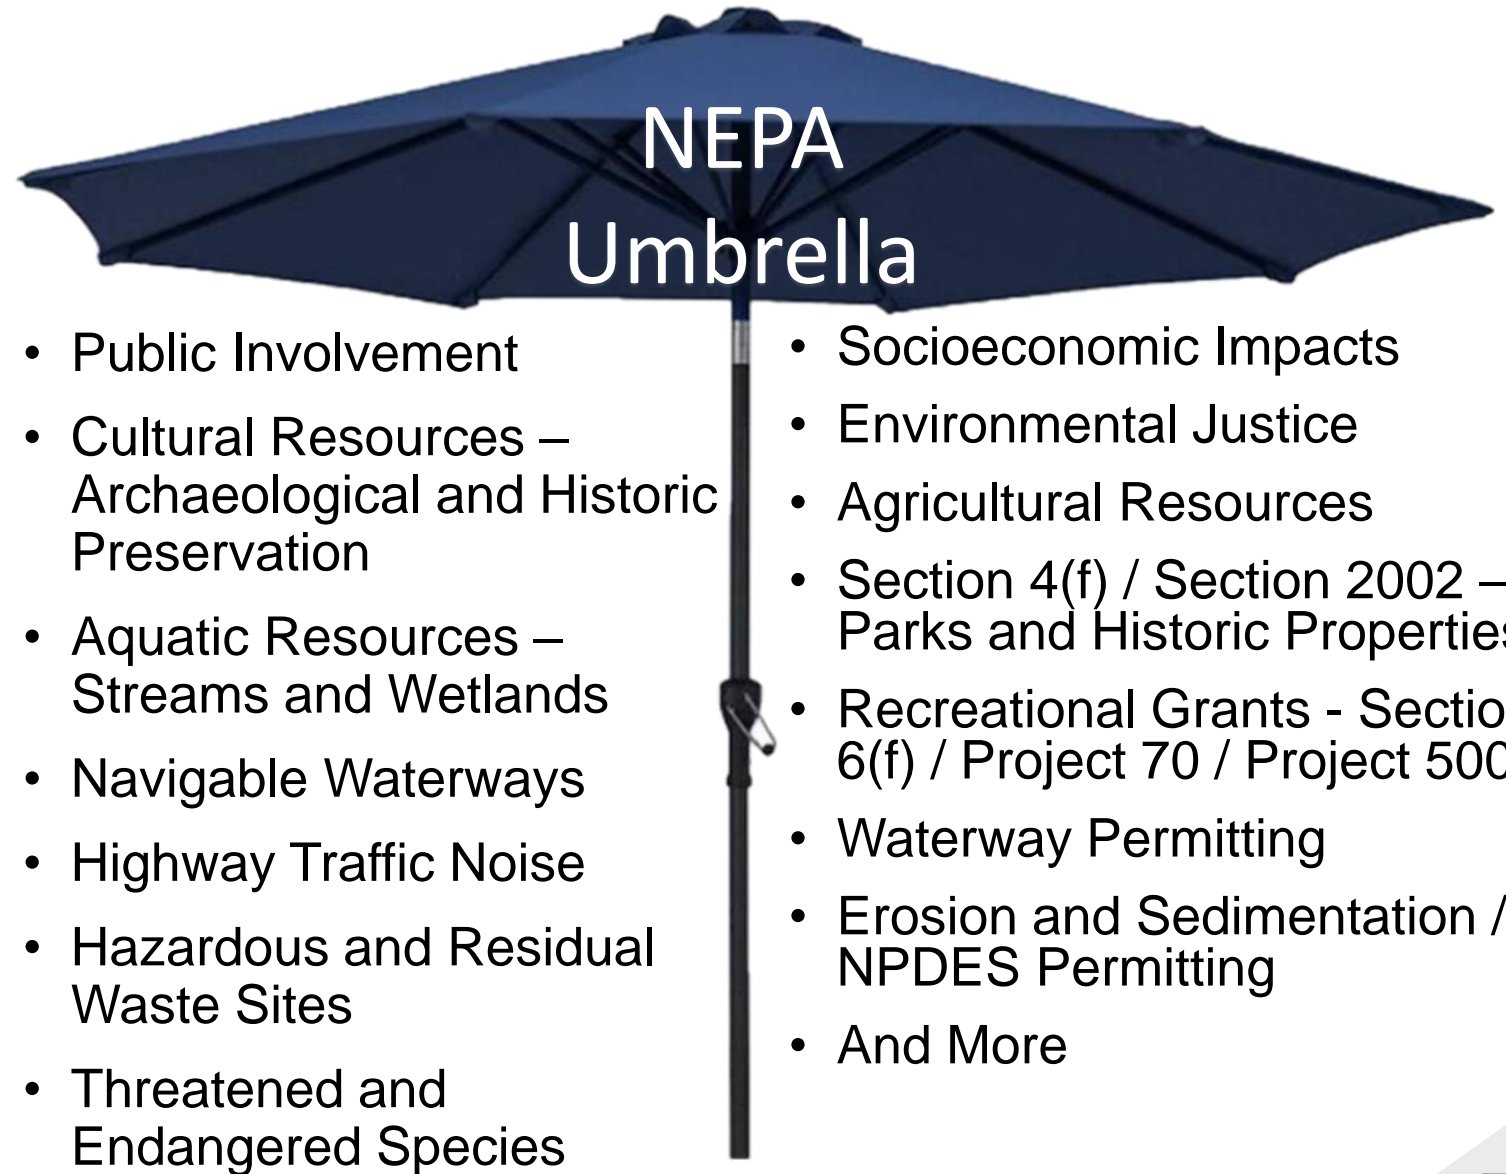 NEPA
Umbrella
• Public Involvement
• Cultural Resources –
Archaeological and Historic
Preservation
• Aquatic Resources –
Streams and Wetlands
• Navigable Waterways
• Highway Traffic Noise
• Hazardous and Residual
Waste Sites
• Threatened and
Endangered Species
• Socioeconomic Impacts
• Environmental Justice
• Agricultural Resources
• Section 4(f) / Section 2002 –
Parks and Historic Properties
• Recreational Grants - Sectio
6(f) / Project 70 / Project 500
• Waterway Permitting
• Erosion and Sedimentation /
NPDES Permitting
• And More